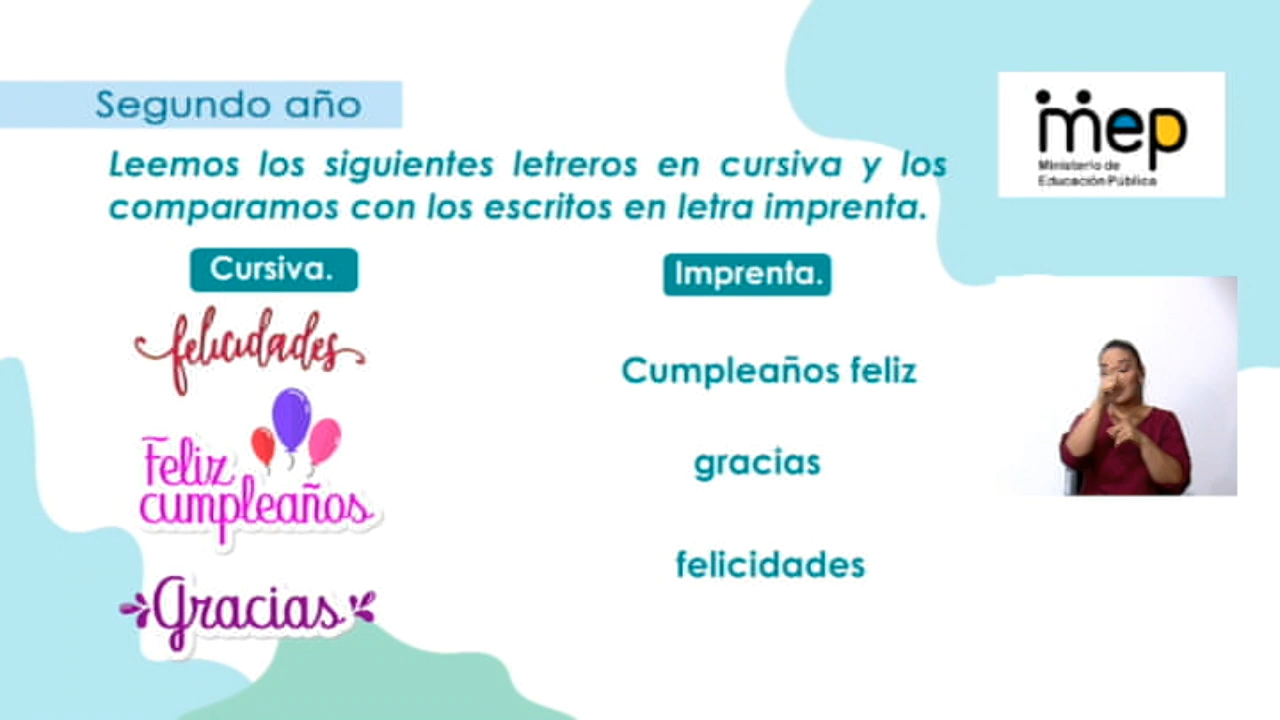 Segundo año
Leemos los siguientes letreros en cursiva y los
comparamos con los escritos en letra imprenta.
mep
Ministerio de
Educación Pública
Cursiva.
Imprenta.
felicidades
Cumpleaños feliz
Feliz
cumpleaños
gracias
felicidades
Gracias